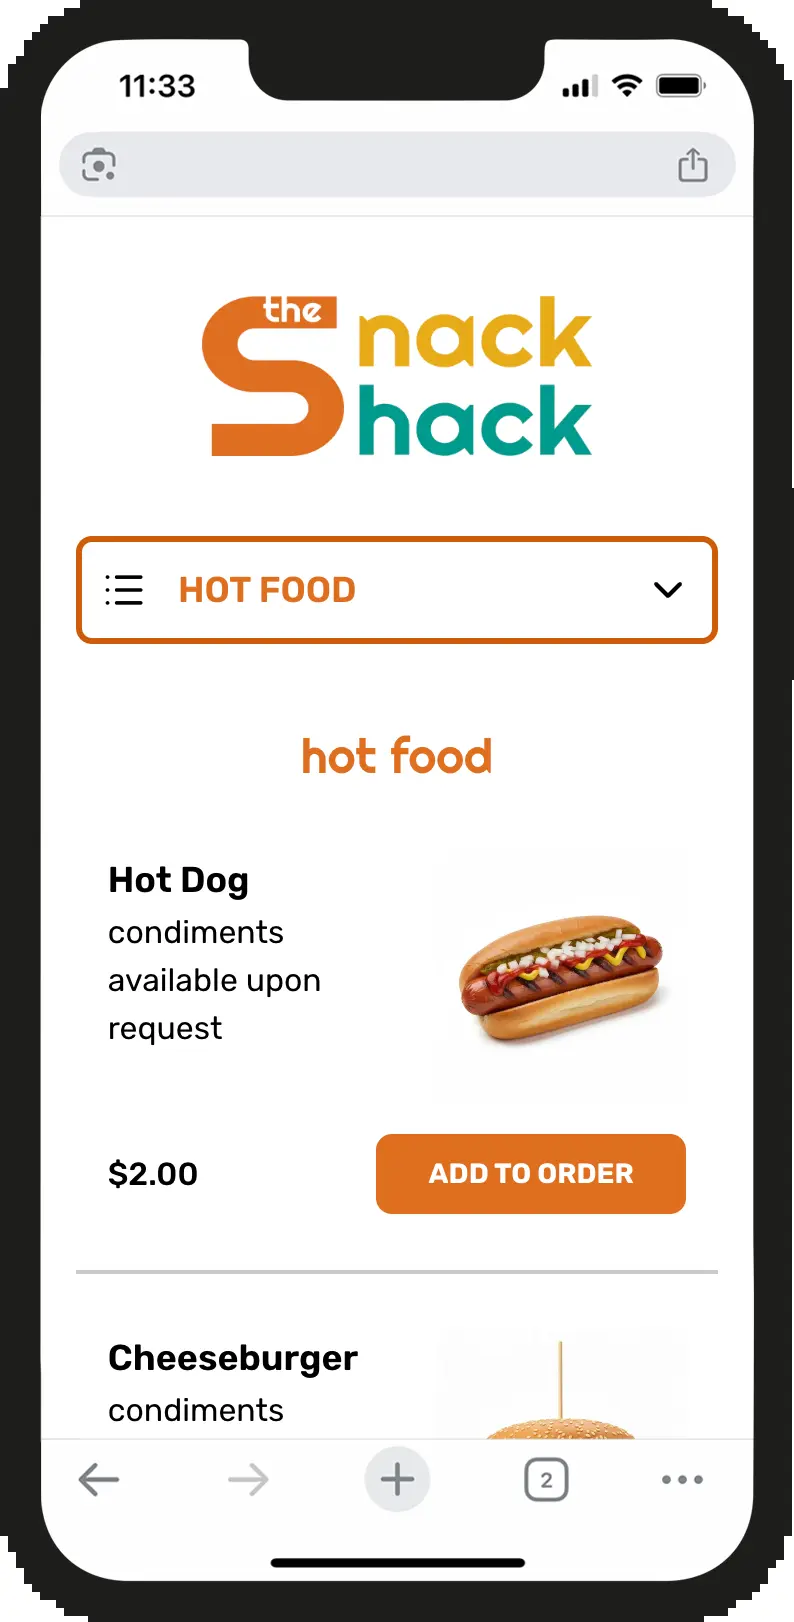 11:33
the
Snack
Shack
HOT FOOD
hot food
Hot Dog
condiments
available upon
request
$2.00
ADD TO ORDER
Cheeseburger
condiments
2